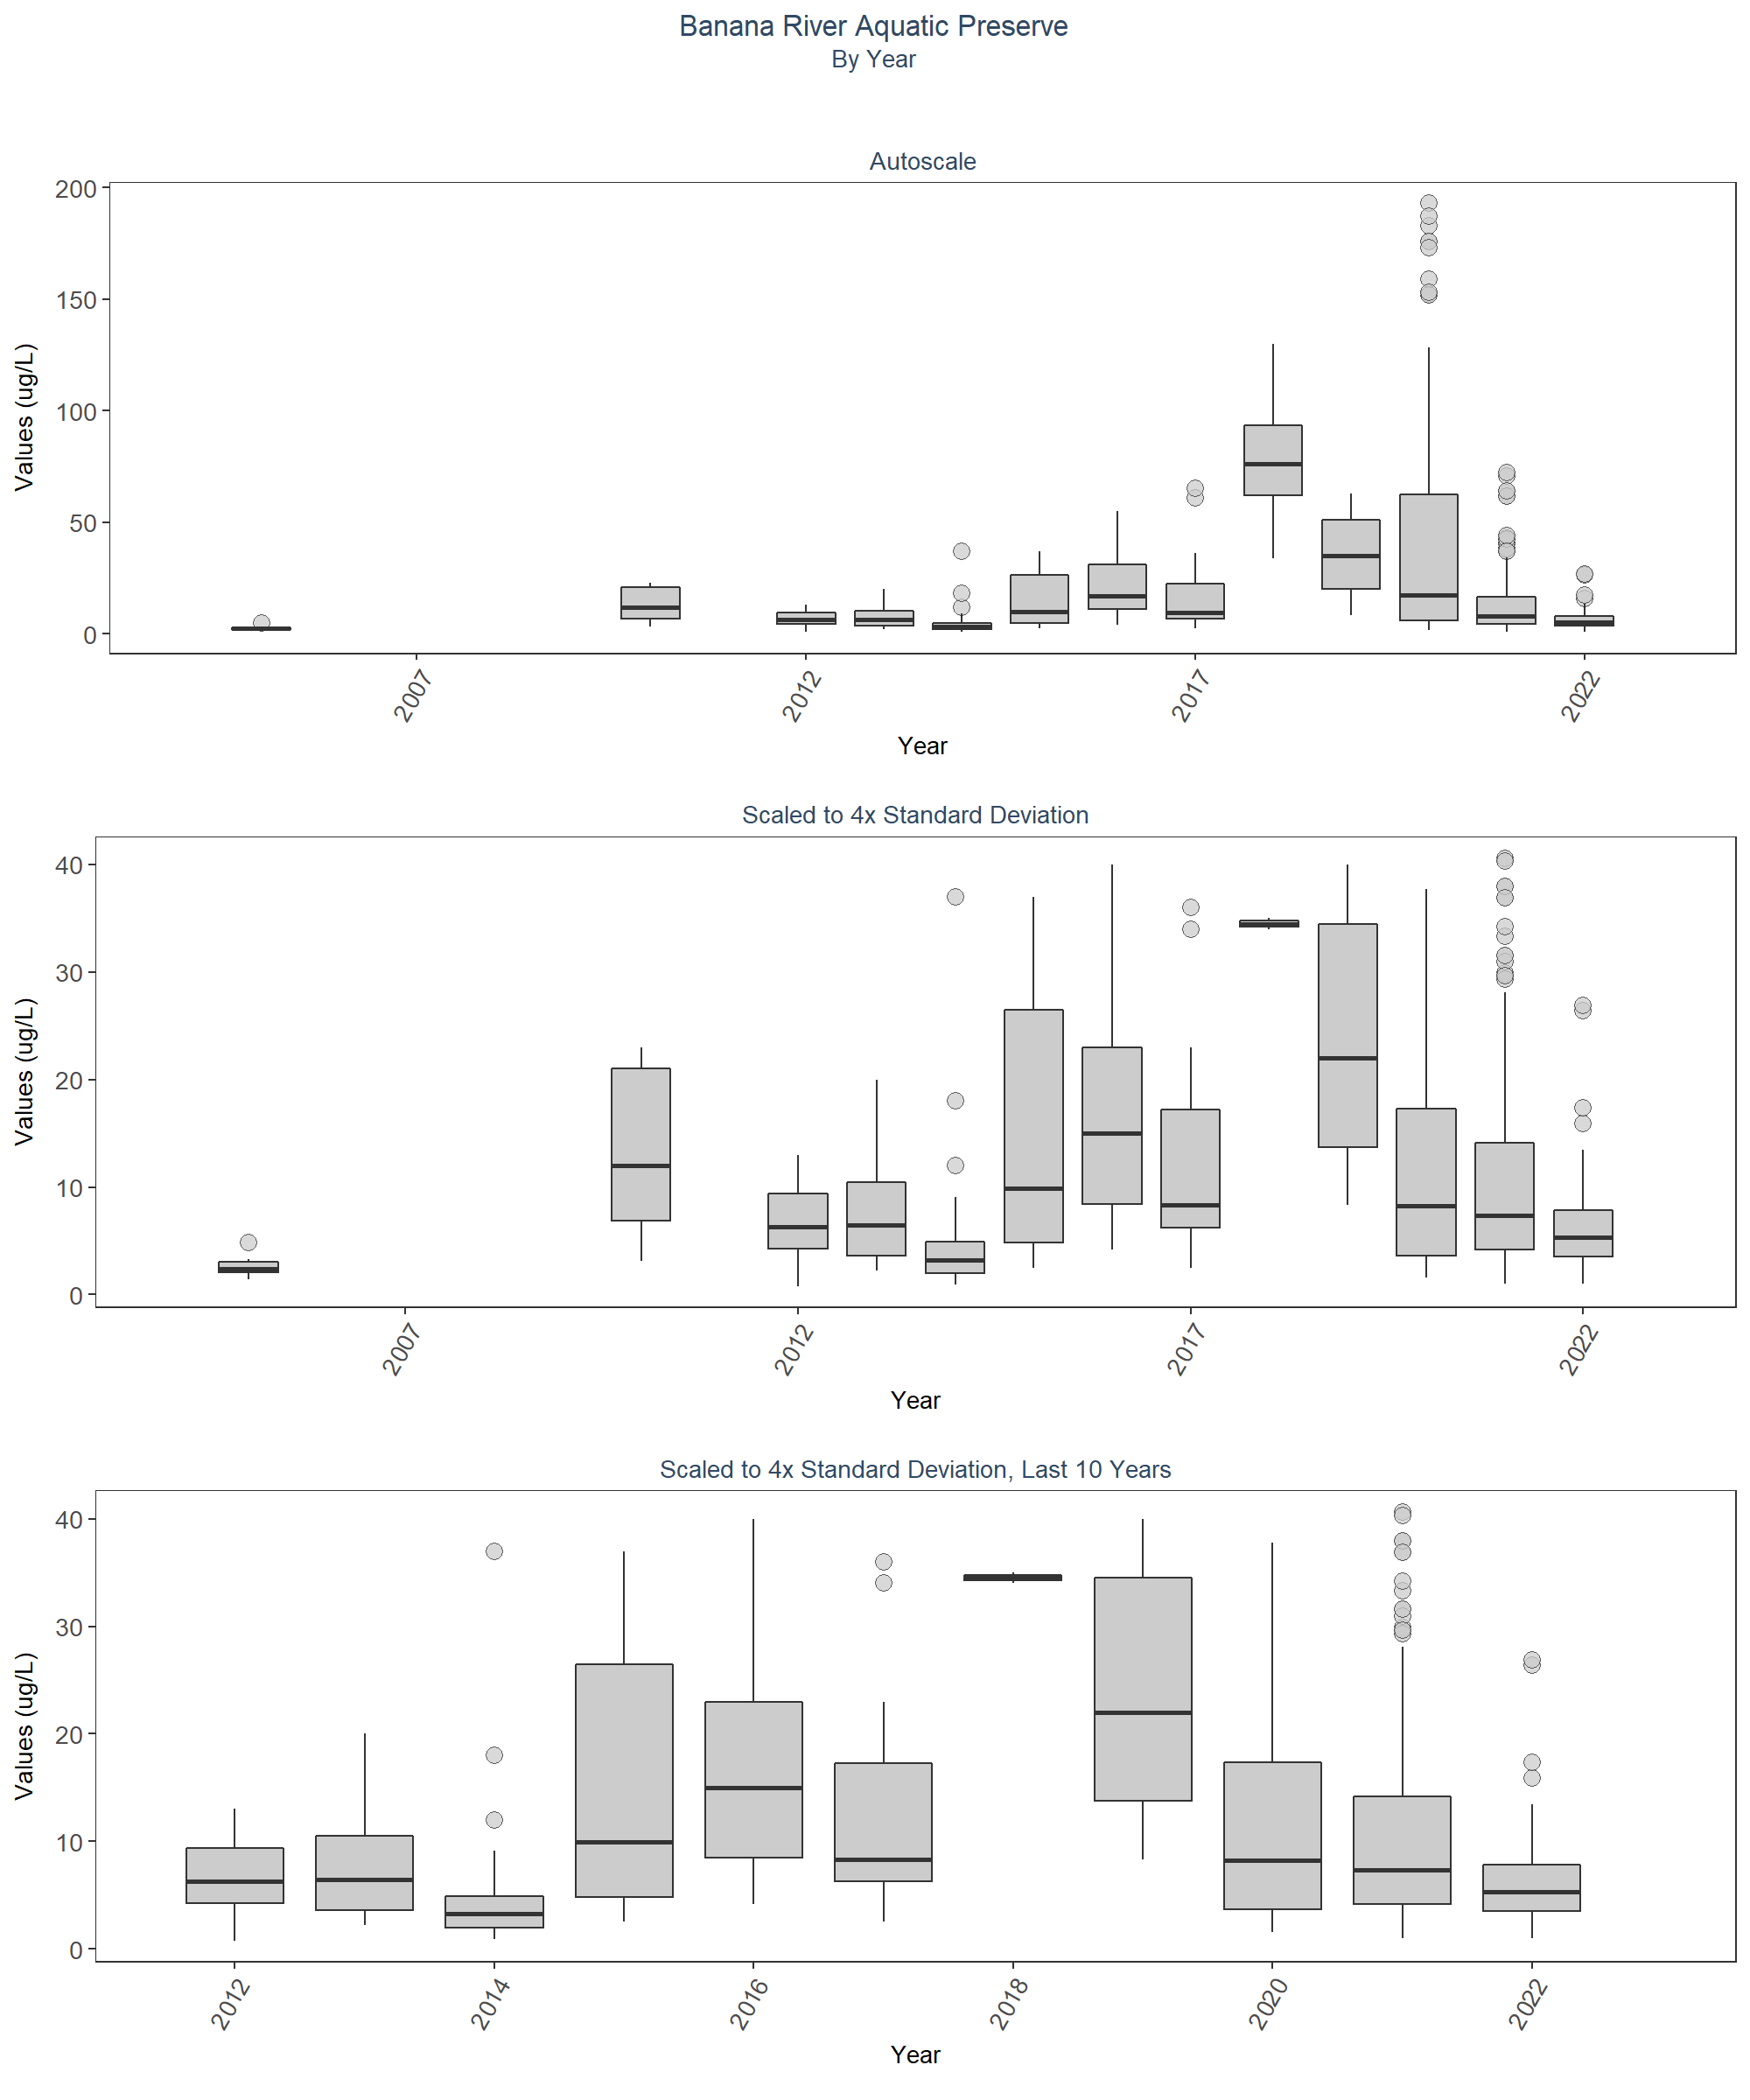 Banana River Aquatic Preserve
By Year
Autoscale
200
150
100
50
0
Values (ug/L)
2007
2012
2017
2022
Year
Scaled to 4x Standard Deviation
40
30
20
10
0
Values (ug/L)
2007
2012
2017
2022
Year
Scaled to 4x Standard Deviation, Last 10 Years
40
30
20
10
0
Values (ug/L)
2012
2014
2016
2018
2020
2022
Year